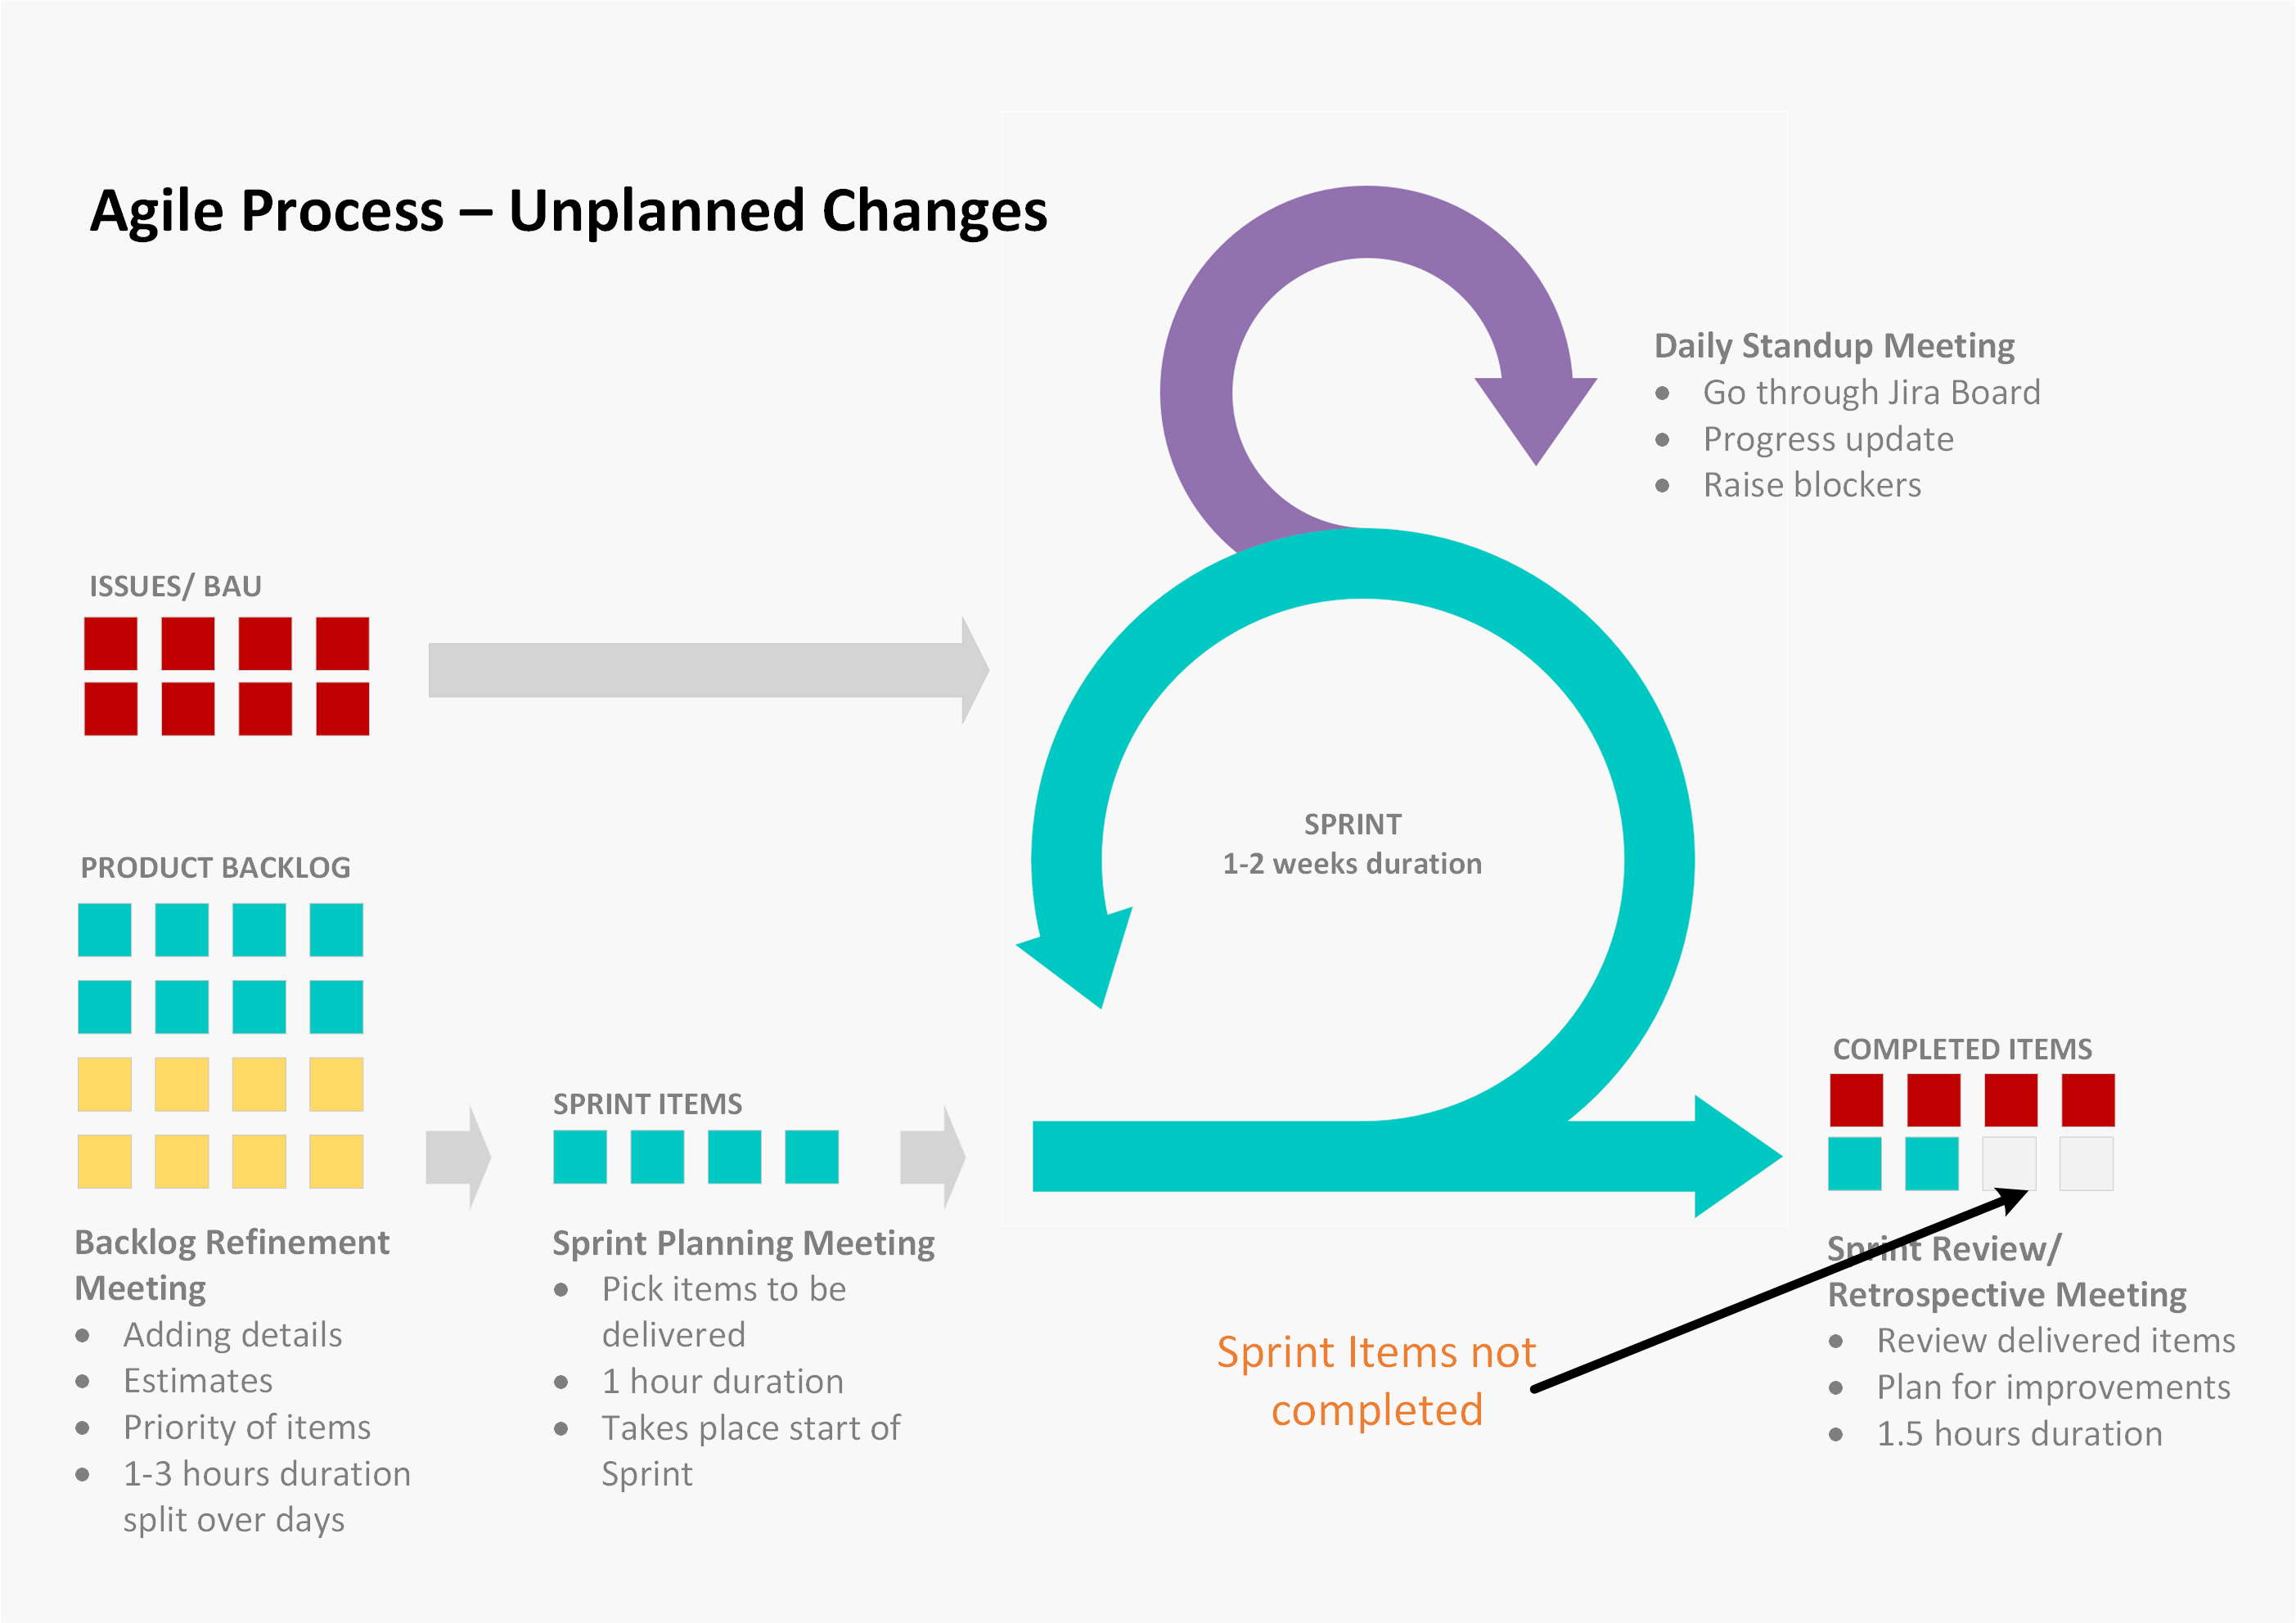 Agile Process – Unplanned Changes
Daily Standup Meeting
● Go through Jira Board
● Progress update
● Raise blockers
ISSUES/ BAU
SPRINT
1-2 weeks duration
PRODUCT BACKLOG
COMPLETED ITEMS
SPRINT ITEMS
Backlog Refinement
Meeting
● Adding details
● Estimates
● Priority of items
● 1-3 hours duration
split over days
Sprint Planning Meeting
● Pick items to be
delivered
● 1 hour duration
● Takes place start of
Sprint
Sprint Items not
completed
Sprint Review/
Retrospective Meeting
● Review delivered items
● Plan for improvements
● 1.5 hours duration